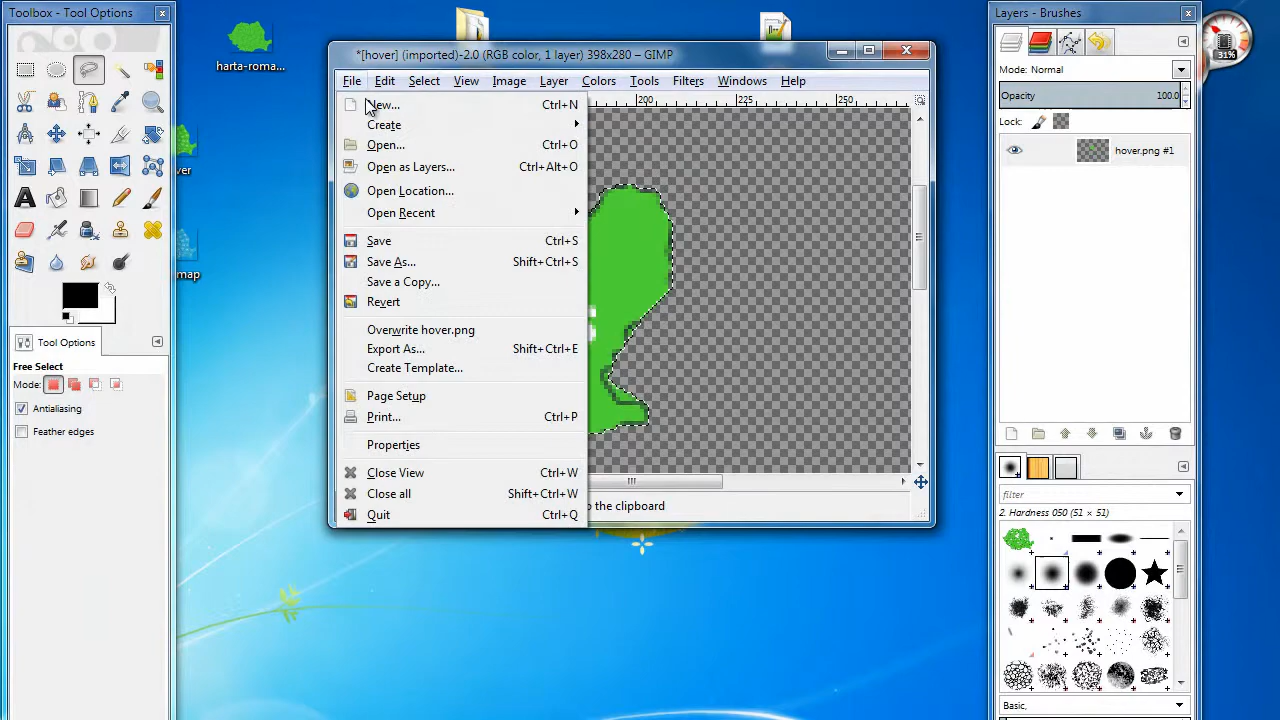 Toolbox - Tool Options
harta-roma...
*[hover] (imported)-2.0 (RGB color, 1 layer) 398x280 – GIMP
Layers - Brushes
31%
File Edit Select View Image Layer Colors Tools Filters Windows Help
Mode: Normal
Opacity 100.0
Lock:
200 225 250
hover.png #1
New... Ctrl+N
Create
Open... Ctrl+O
Open as Layers... Ctrl+Alt+O
Open Location...
Open Recent
Save Ctrl+S
Save As... Shift+Ctrl+S
Save a Copy...
Revert
Overwrite hover.png
Export As... Shift+Ctrl+E
Create Template...
Page Setup
Print... Ctrl+P
Properties
Close View Ctrl+W
Close all Shift+Ctrl+W
Quit Ctrl+Q
ver
map
Tool Options
Free Select
Mode:
Antialiasing
Feather edges
o the clipboard
filter
2. Hardness 050 (51 × 51)
Basic,